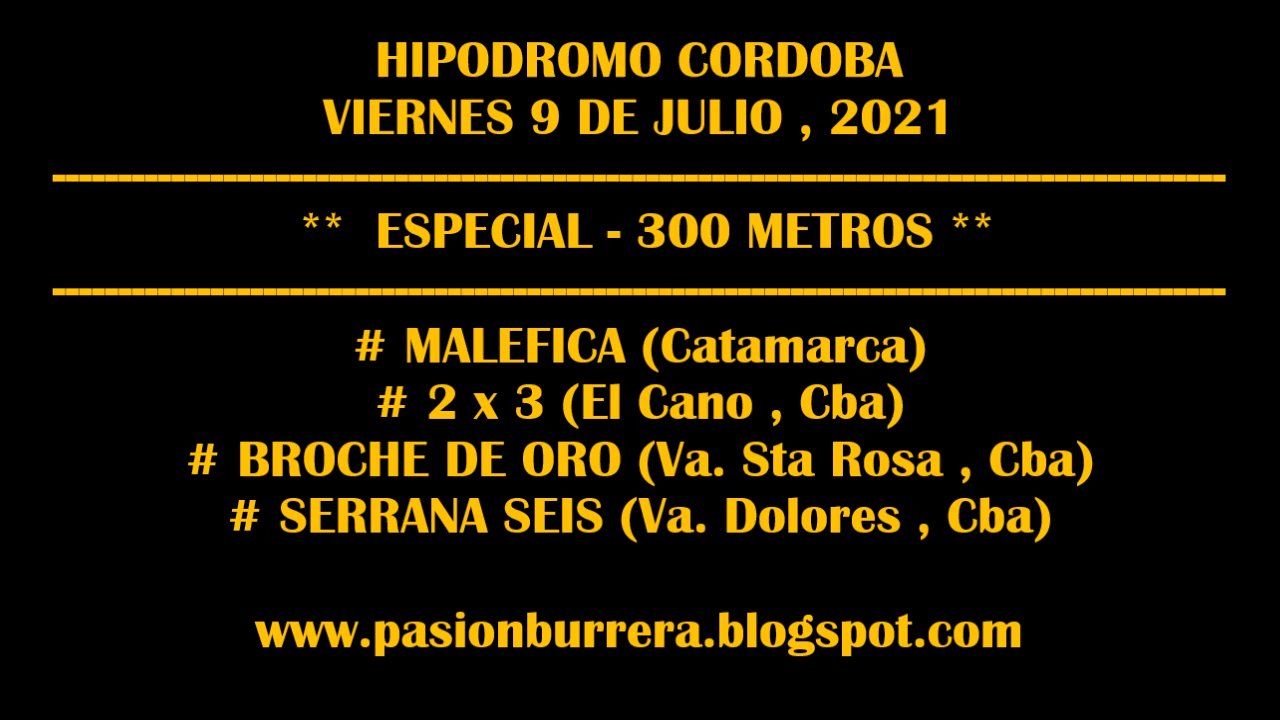 HIPODROMO CORDOBA
VIERNES 9 DE JULIO , 2021
----------------------------------------------------------------------------------
** ESPECIAL - 300 METROS **
----------------------------------------------------------------------------------
# MALEFICA (Catamarca)
# 2 x 3 (El Cano , Cba)
# BROCHE DE ORO (Va. Sta Rosa , Cba)
# SERRANA SEIS (Va. Dolores , Cba)
www.pasionburrera.blogspot.com